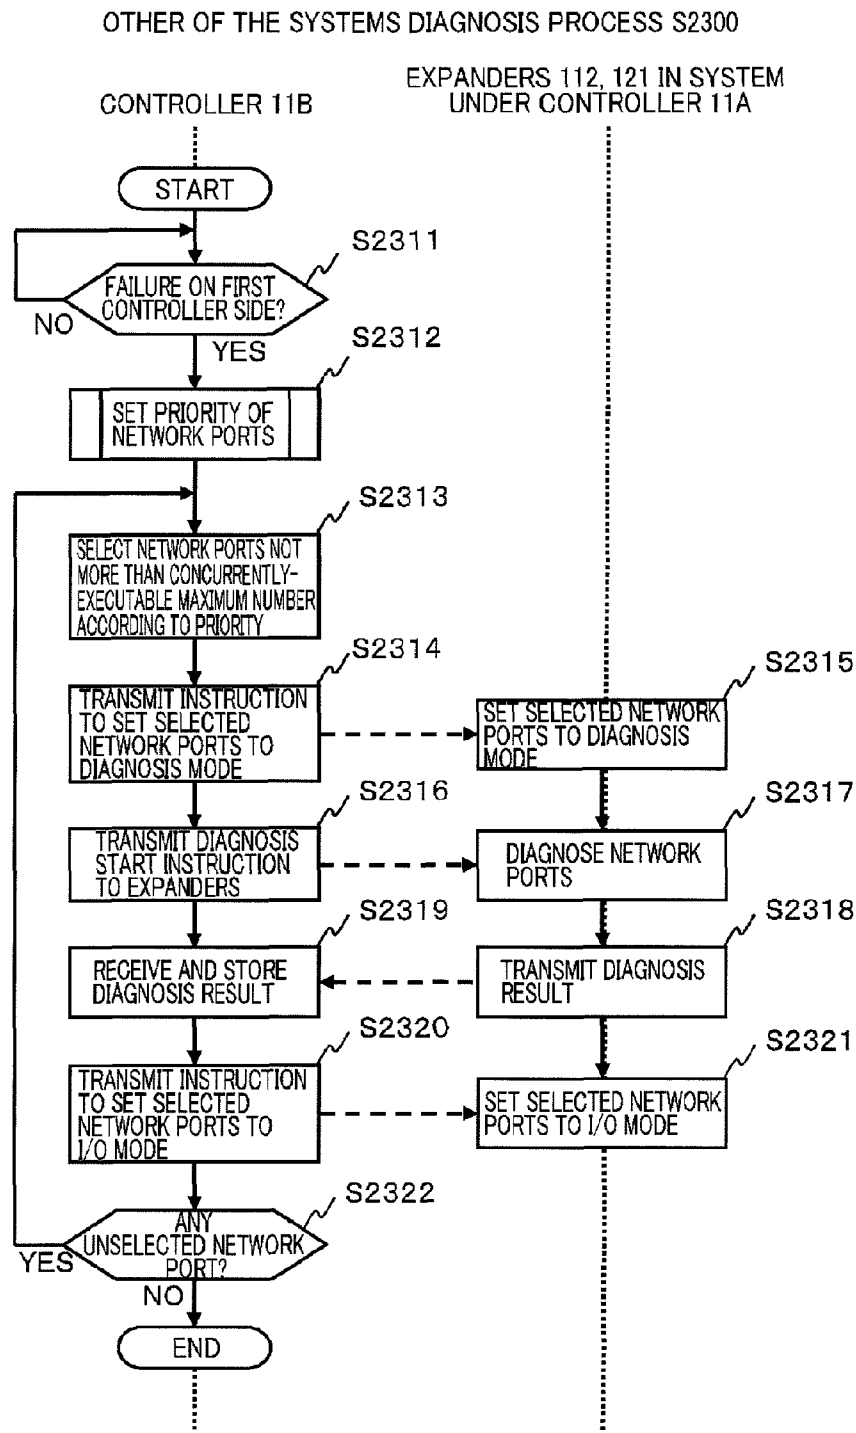 OTHER OF THE SYSTEMS DIAGNOSIS PROCESS S2300
CONTROLLER 11B
EXPANDERS 112, 121 IN SYSTEM
UNDER CONTROLLER 11A
START
S2311
FAILURE ON FIRST
CONTROLLER SIDE?
NO
YES
S2312
SET PRIORITY OF
NETWORK PORTS
S2313
SELECT NETWORK PORTS NOT
MORE THAN CONCURRENTLY-
EXECUTABLE MAXIMUM NUMBER
ACCORDING TO PRIORITY
S2314
TRANSMIT INSTRUCTION
TO SET SELECTED
NETWORK PORTS TO
DIAGNOSIS MODE
S2315
SET SELECTED NETWORK
PORTS TO DIAGNOSIS
MODE
S2316
TRANSMIT DIAGNOSIS
START INSTRUCTION
TO EXPANDERS
S2317
DIAGNOSE NETWORK
PORTS
S2319
RECEIVE AND STORE
DIAGNOSIS RESULT
S2318
TRANSMIT DIAGNOSIS
RESULT
S2320
TRANSMIT INSTRUCTION
TO SET SELECTED
NETWORK PORTS TO
I/O MODE
S2321
SET SELECTED NETWORK
PORTS TO I/O MODE
S2322
ANY
UNSELECTED NETWORK
PORT?
YES
NO
END